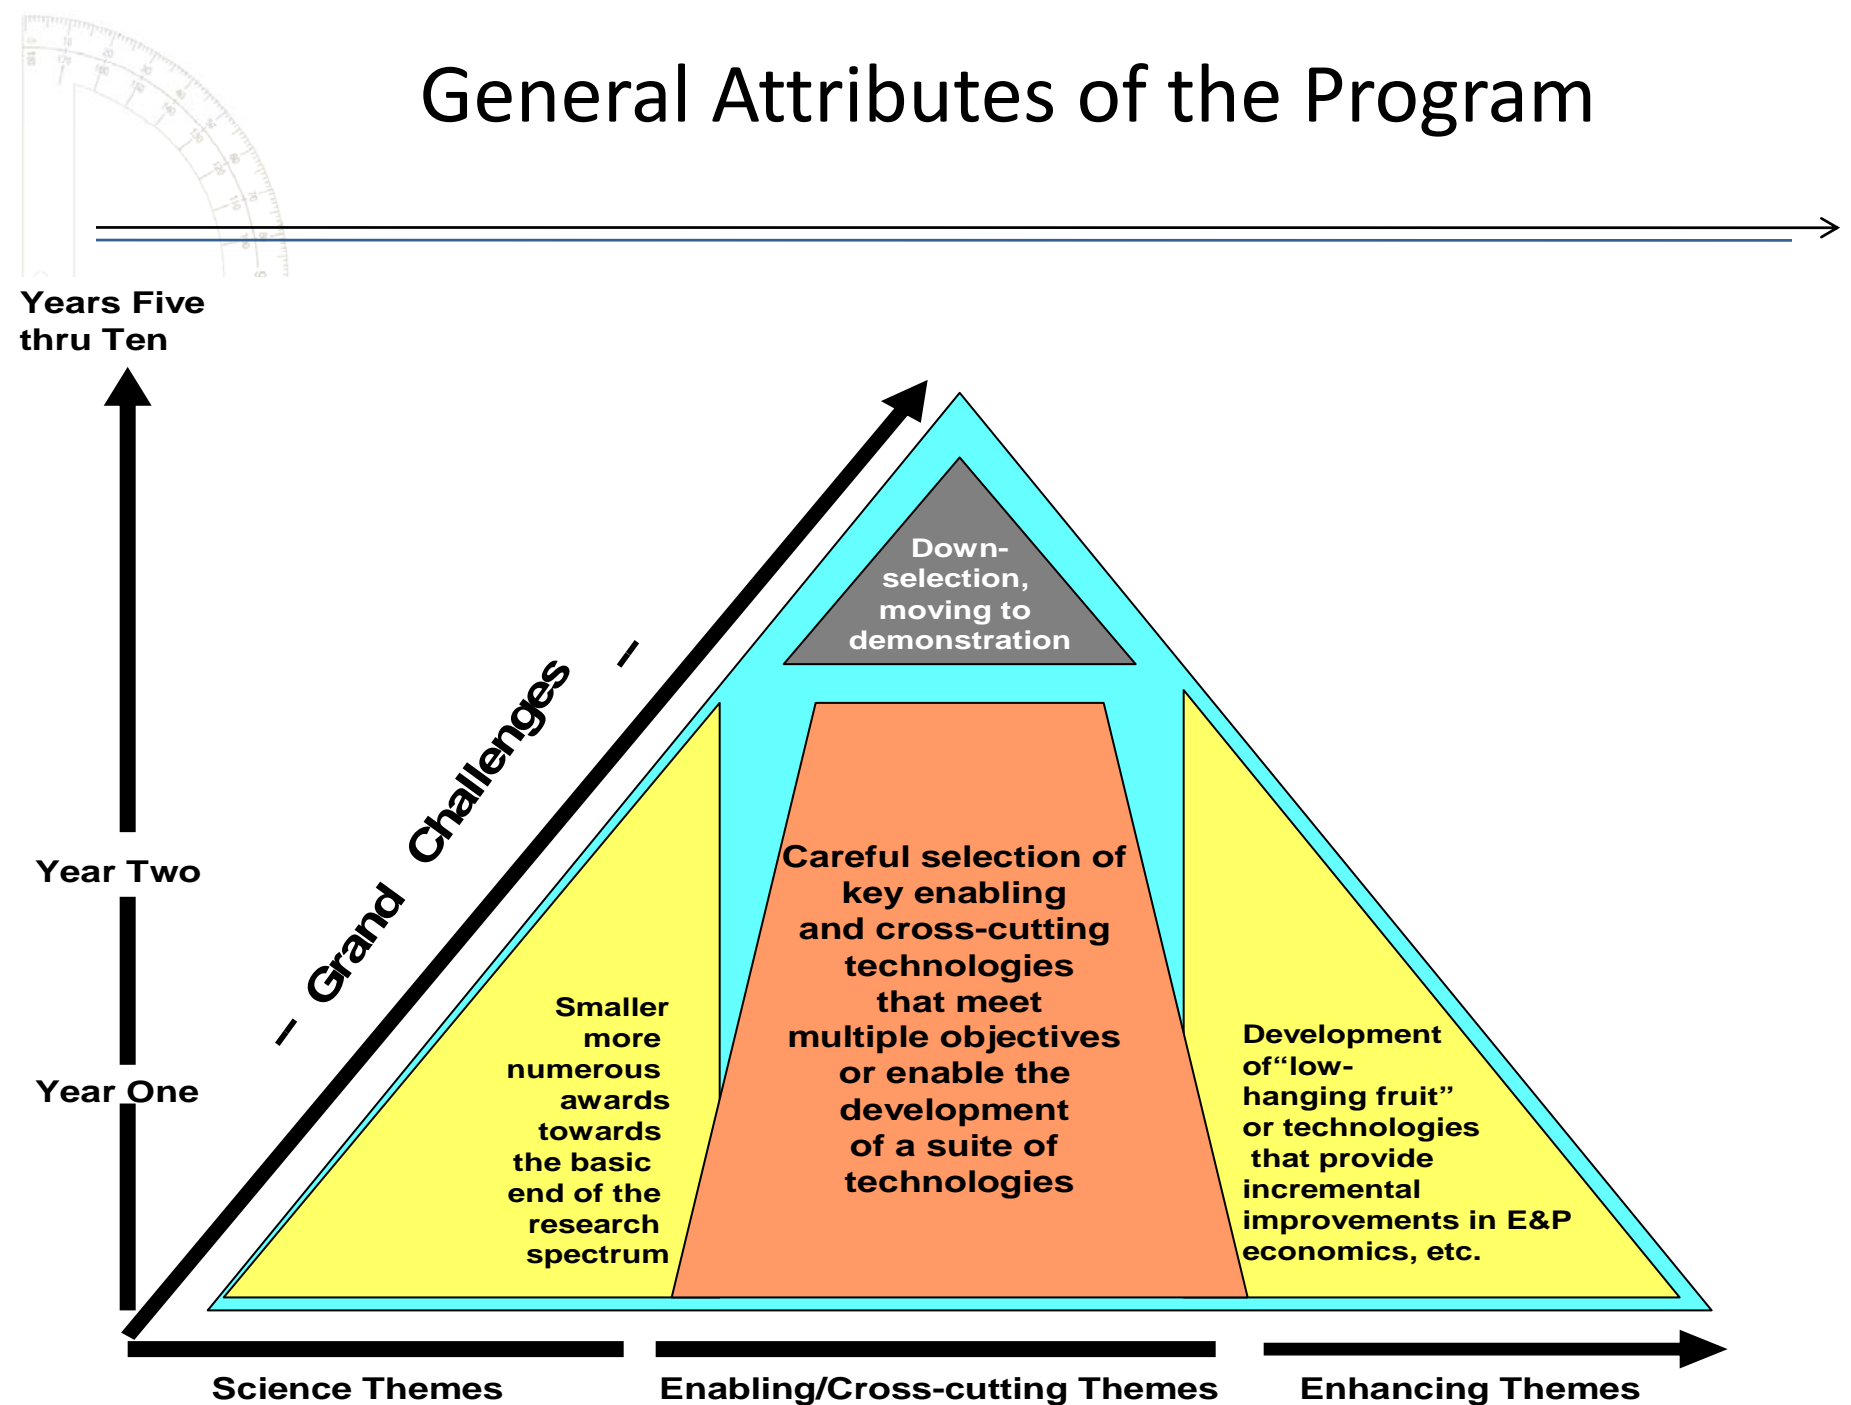 General Attributes of the Program
Years Five
thru Ten
Year Two
Year One
– Grand Challenges –
Down-
selection,
moving to
demonstration
Smaller
more
numerous
awards
towards
the basic
end of the
research
spectrum
Careful selection of
key enabling
and cross-cutting
technologies
that meet
multiple objectives
or enable the
development
of a suite of
technologies
Development
of“low-
hanging fruit”
or technologies
that provide
incremental
improvements in E&P
economics, etc.
Science Themes
Enabling/Cross-cutting Themes
Enhancing Themes